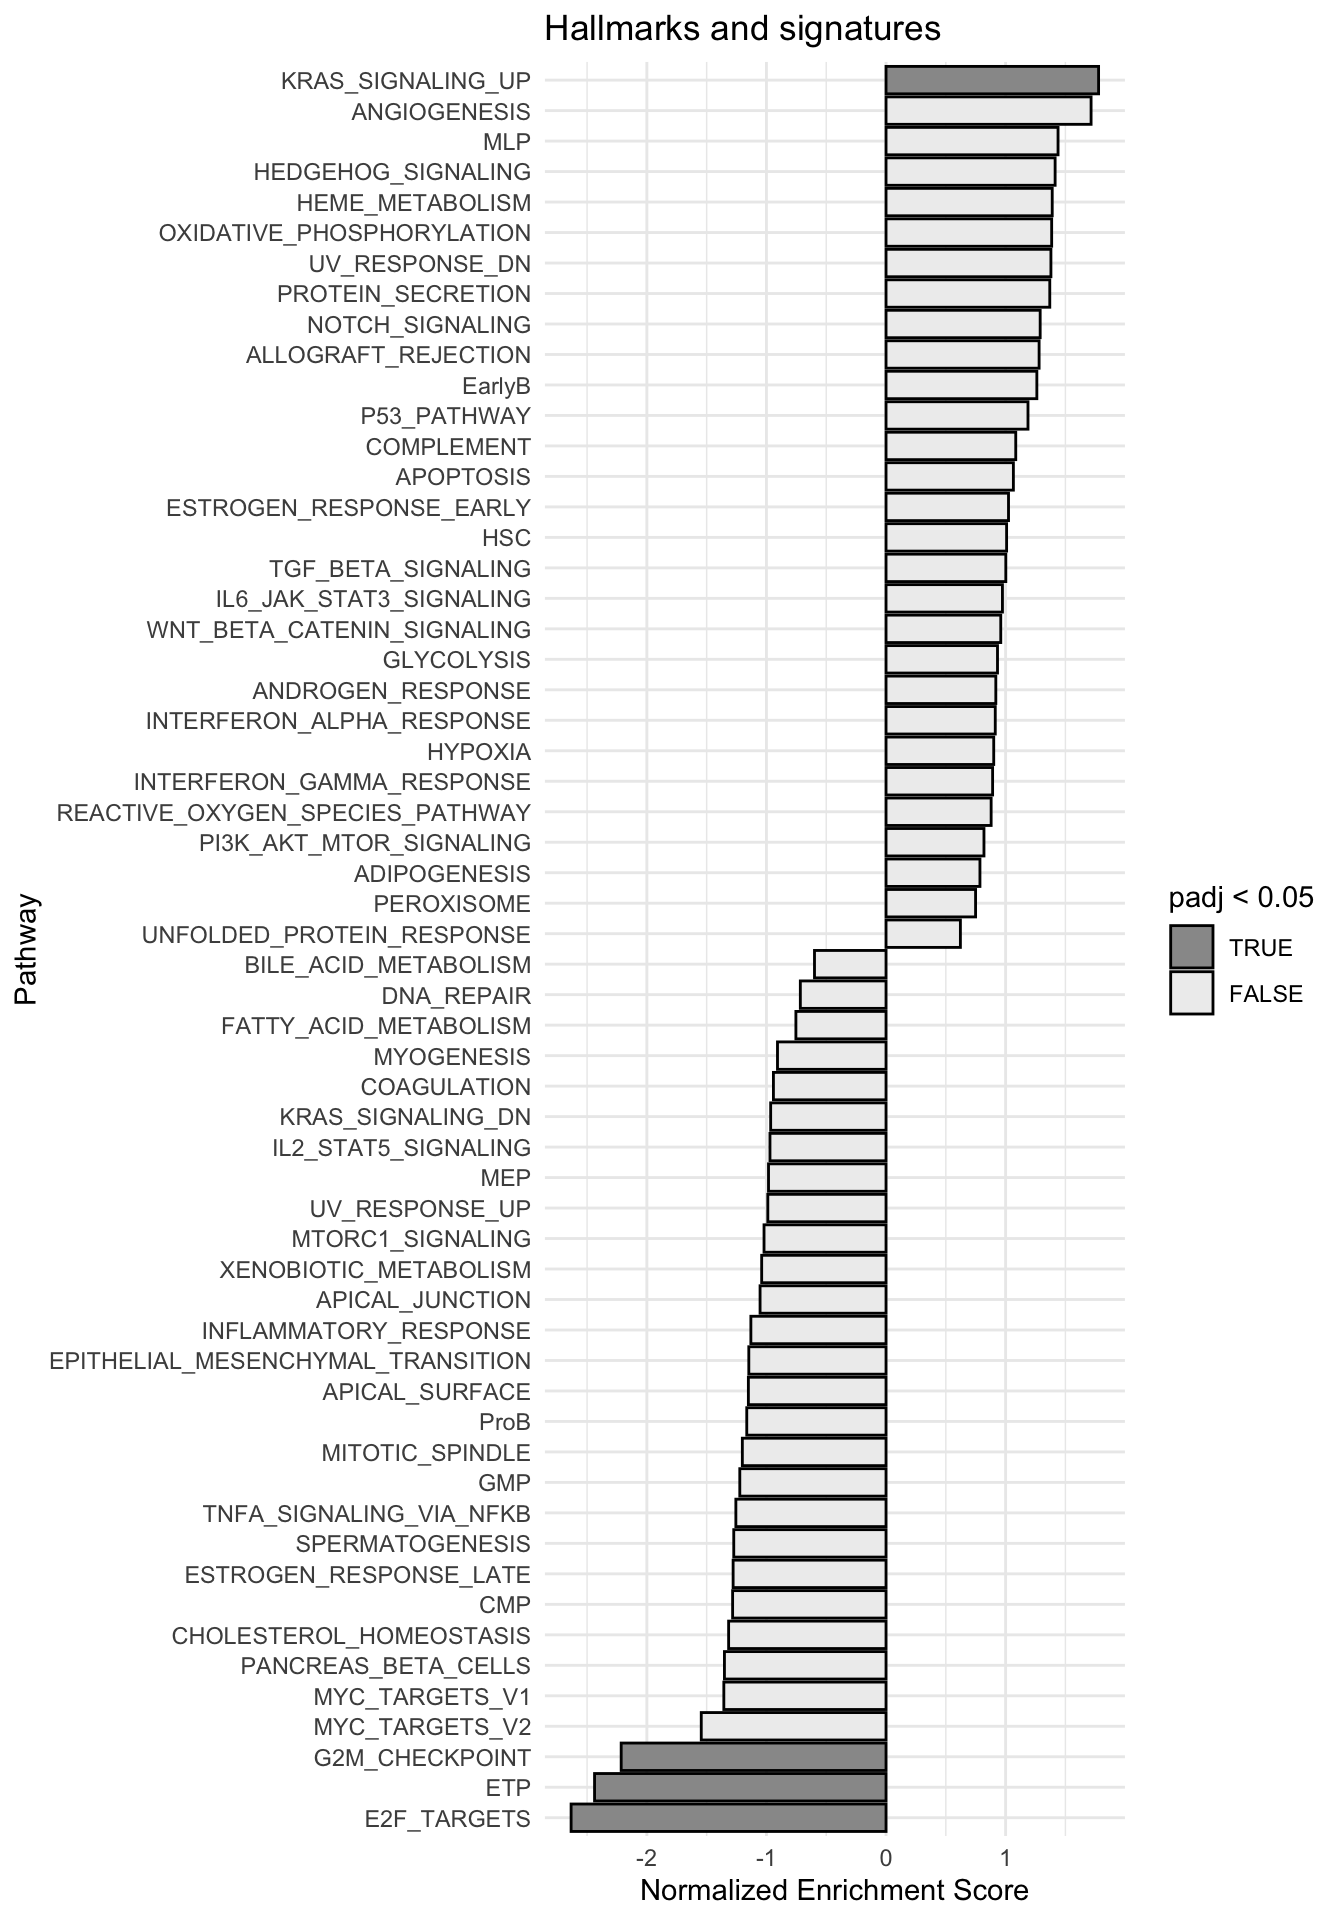 Hallmarks and signatures
KRAS_SIGNALING_UP
ANGIOGENESIS
MLP
HEDGEHOG_SIGNALING
HEME_METABOLISM
OXIDATIVE_PHOSPHORYLATION
UV_RESPONSE_DN
PROTEIN_SECRETION
NOTCH_SIGNALING
ALLOGRAFT_REJECTION
EarlyB
P53_PATHWAY
COMPLEMENT
APOPTOSIS
ESTROGEN_RESPONSE_EARLY
HSC
TGF_BETA_SIGNALING
IL6_JAK_STAT3_SIGNALING
WNT_BETA_CATENIN_SIGNALING
GLYCOLYSIS
ANDROGEN_RESPONSE
INTERFERON_ALPHA_RESPONSE
HYPOXIA
INTERFERON_GAMMA_RESPONSE
REACTIVE_OXYGEN_SPECIES_PATHWAY
PI3K_AKT_MTOR_SIGNALING
ADIPOGENESIS
PEROXISOME
UNFOLDED_PROTEIN_RESPONSE
BILE_ACID_METABOLISM
DNA_REPAIR
FATTY_ACID_METABOLISM
MYOGENESIS
COAGULATION
KRAS_SIGNALING_DN
IL2_STAT5_SIGNALING
MEP
UV_RESPONSE_UP
MTORC1_SIGNALING
XENOBIOTIC_METABOLISM
APICAL_JUNCTION
INFLAMMATORY_RESPONSE
EPITHELIAL_MESENCHYMAL_TRANSITION
APICAL_SURFACE
ProB
MITOTIC_SPINDLE
GMP
TNFA_SIGNALING_VIA_NFKB
SPERMATOGENESIS
ESTROGEN_RESPONSE_LATE
CMP
CHOLESTEROL_HOMEOSTASIS
PANCREAS_BETA_CELLS
MYC_TARGETS_V1
MYC_TARGETS_V2
G2M_CHECKPOINT
ETP
E2F_TARGETS
Pathway
-2 -1 0 1
Normalized Enrichment Score
padj < 0.05
TRUE
FALSE